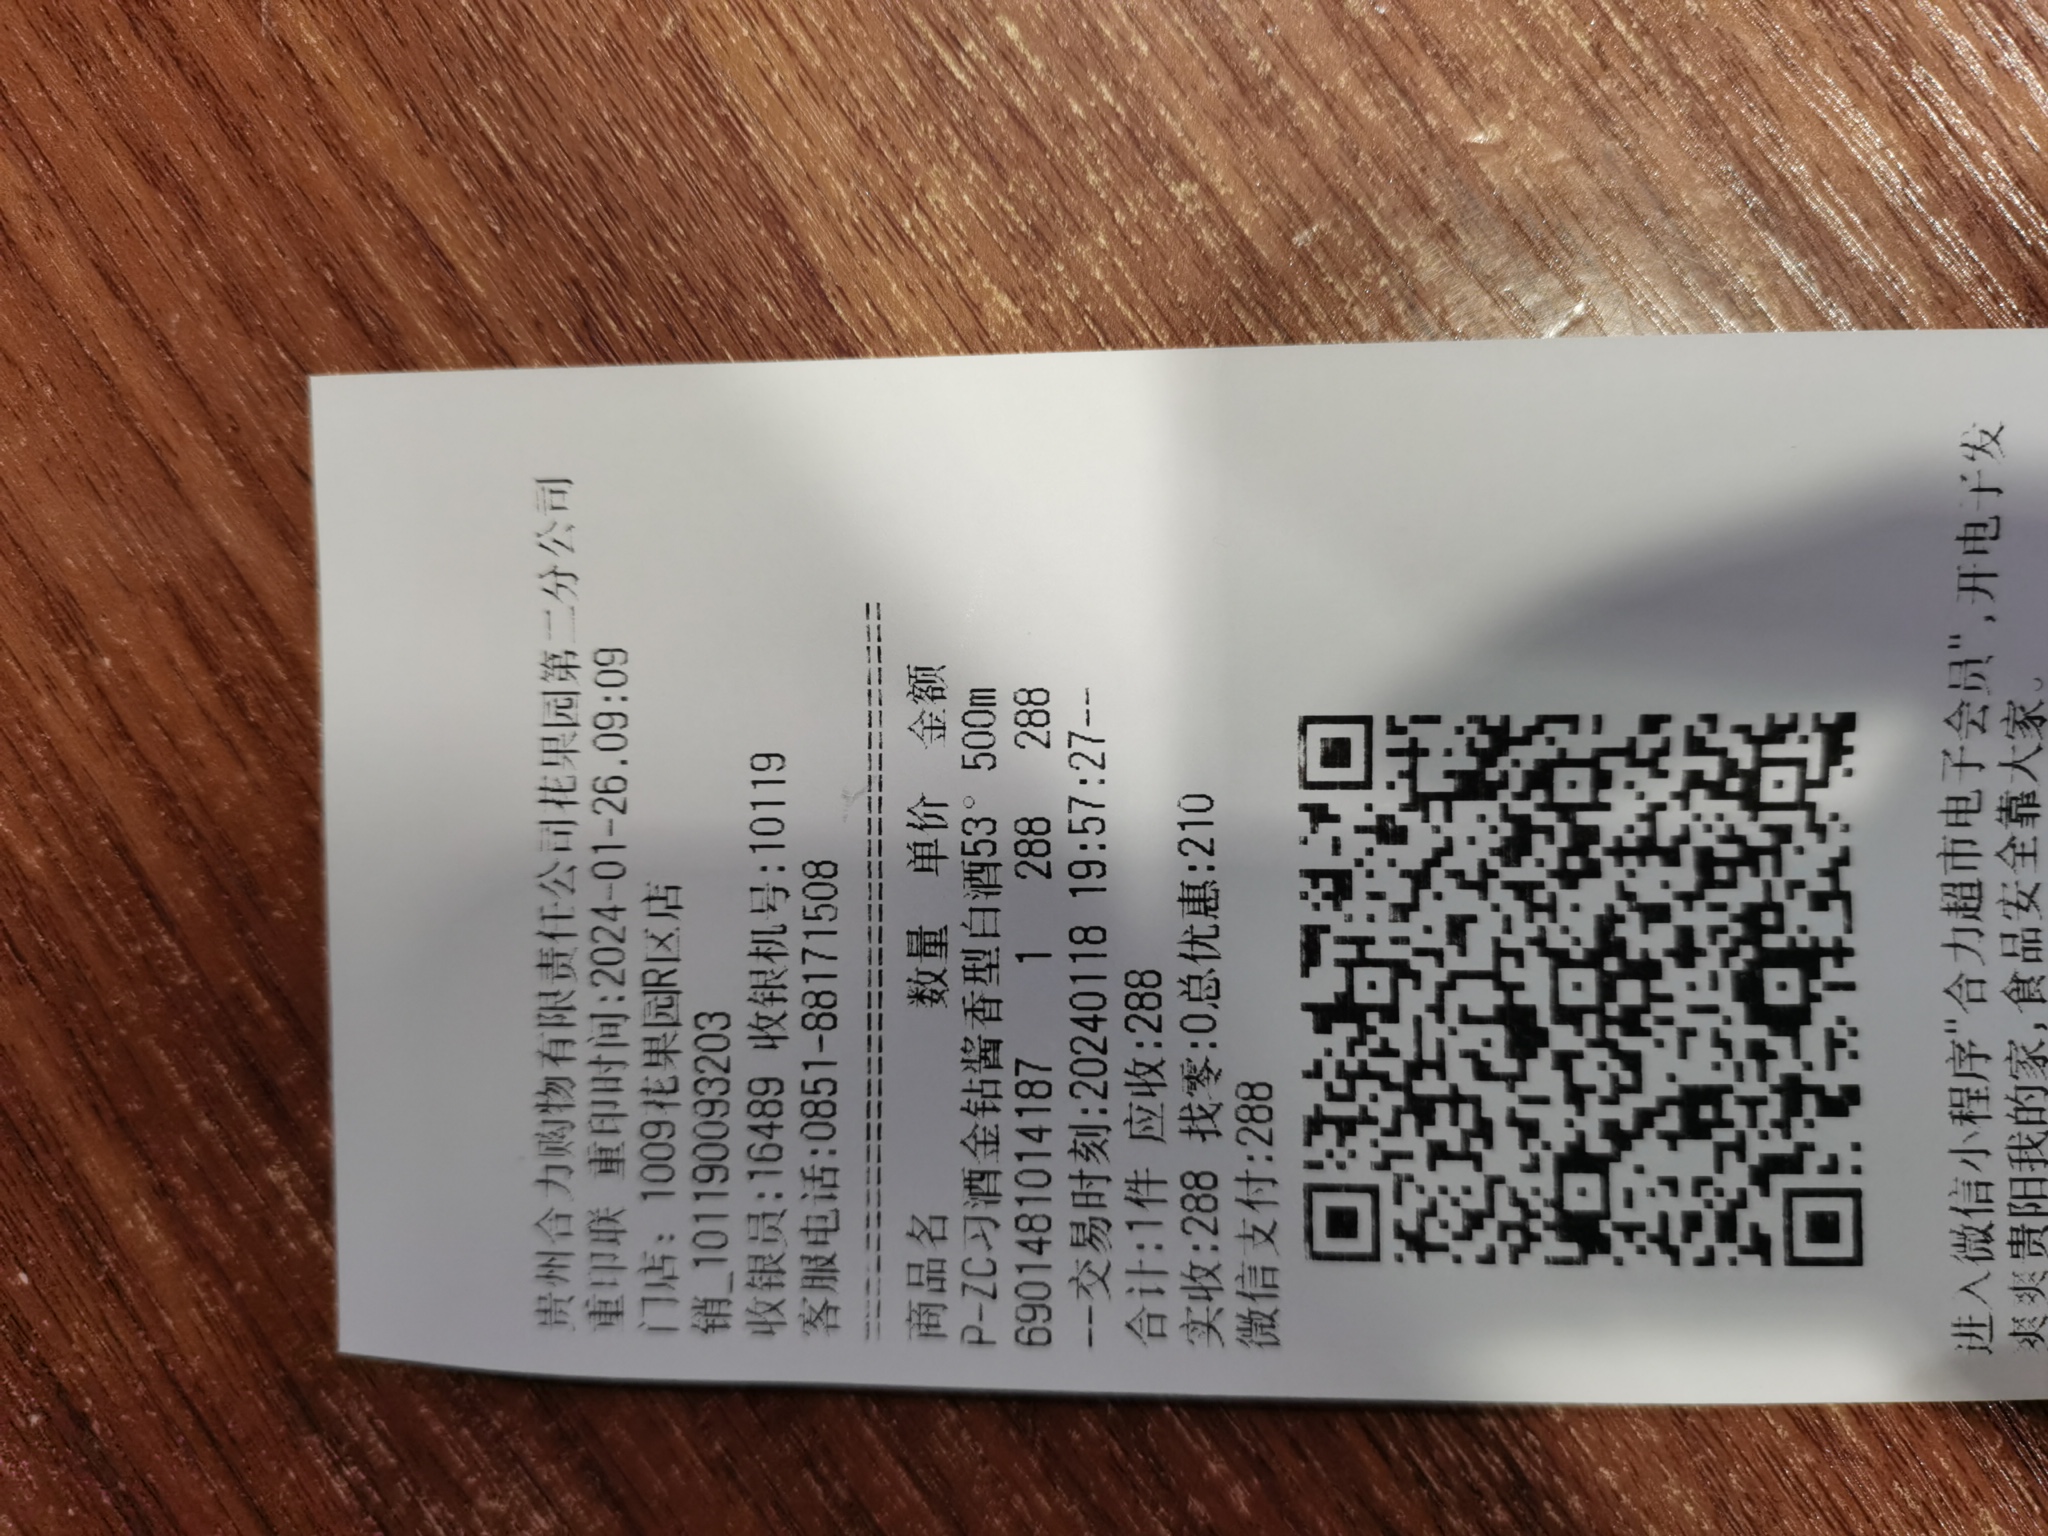 贵州合力购物有限责任公司花果园第二分公司
重印联 重印时间:2024-01-26.09:09
门店: 1009花果园R区店
销_1011900093203
收银员:16489 收银机号:10119
客服电话:0851-88171508
商品名 数量 单价 金额
P-ZC习酒金钻酱香型白酒53° 500m
6901481014187 1 288 288
--交易时刻:20240118 19:57:27--
合计:1件 应收:288
实收:288 找零:0总优惠:210
微信支付:288
进入微信小程序"合力超市电子会员",开电子发
爽爽贵阳我的家,食品安全靠大家。